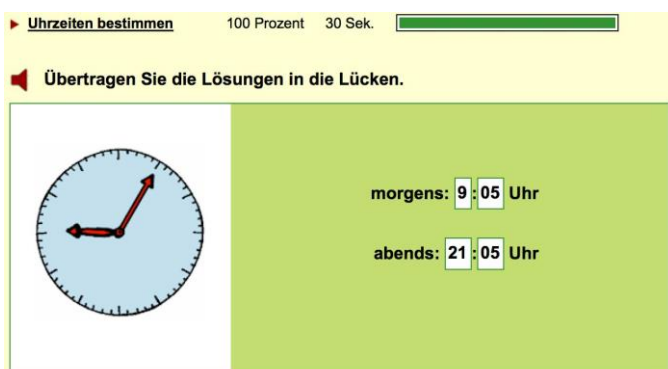 Uhrzeiten bestimmen 100 Prozent 30 Sek.
Übertragen Sie die Lösungen in die Lücken.
morgens: 9:05 Uhr
abends: 21:05 Uhr